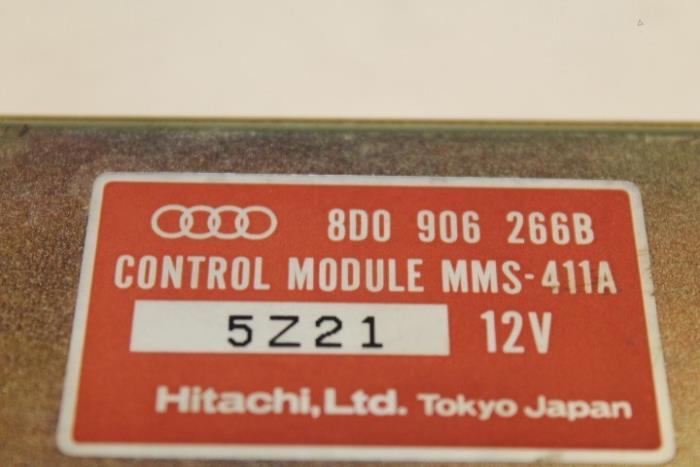 8D0 906 266B
CONTROL MODULE MMS-411A
5Z21 12V
Hitachi,Ltd. Tokyo Japan